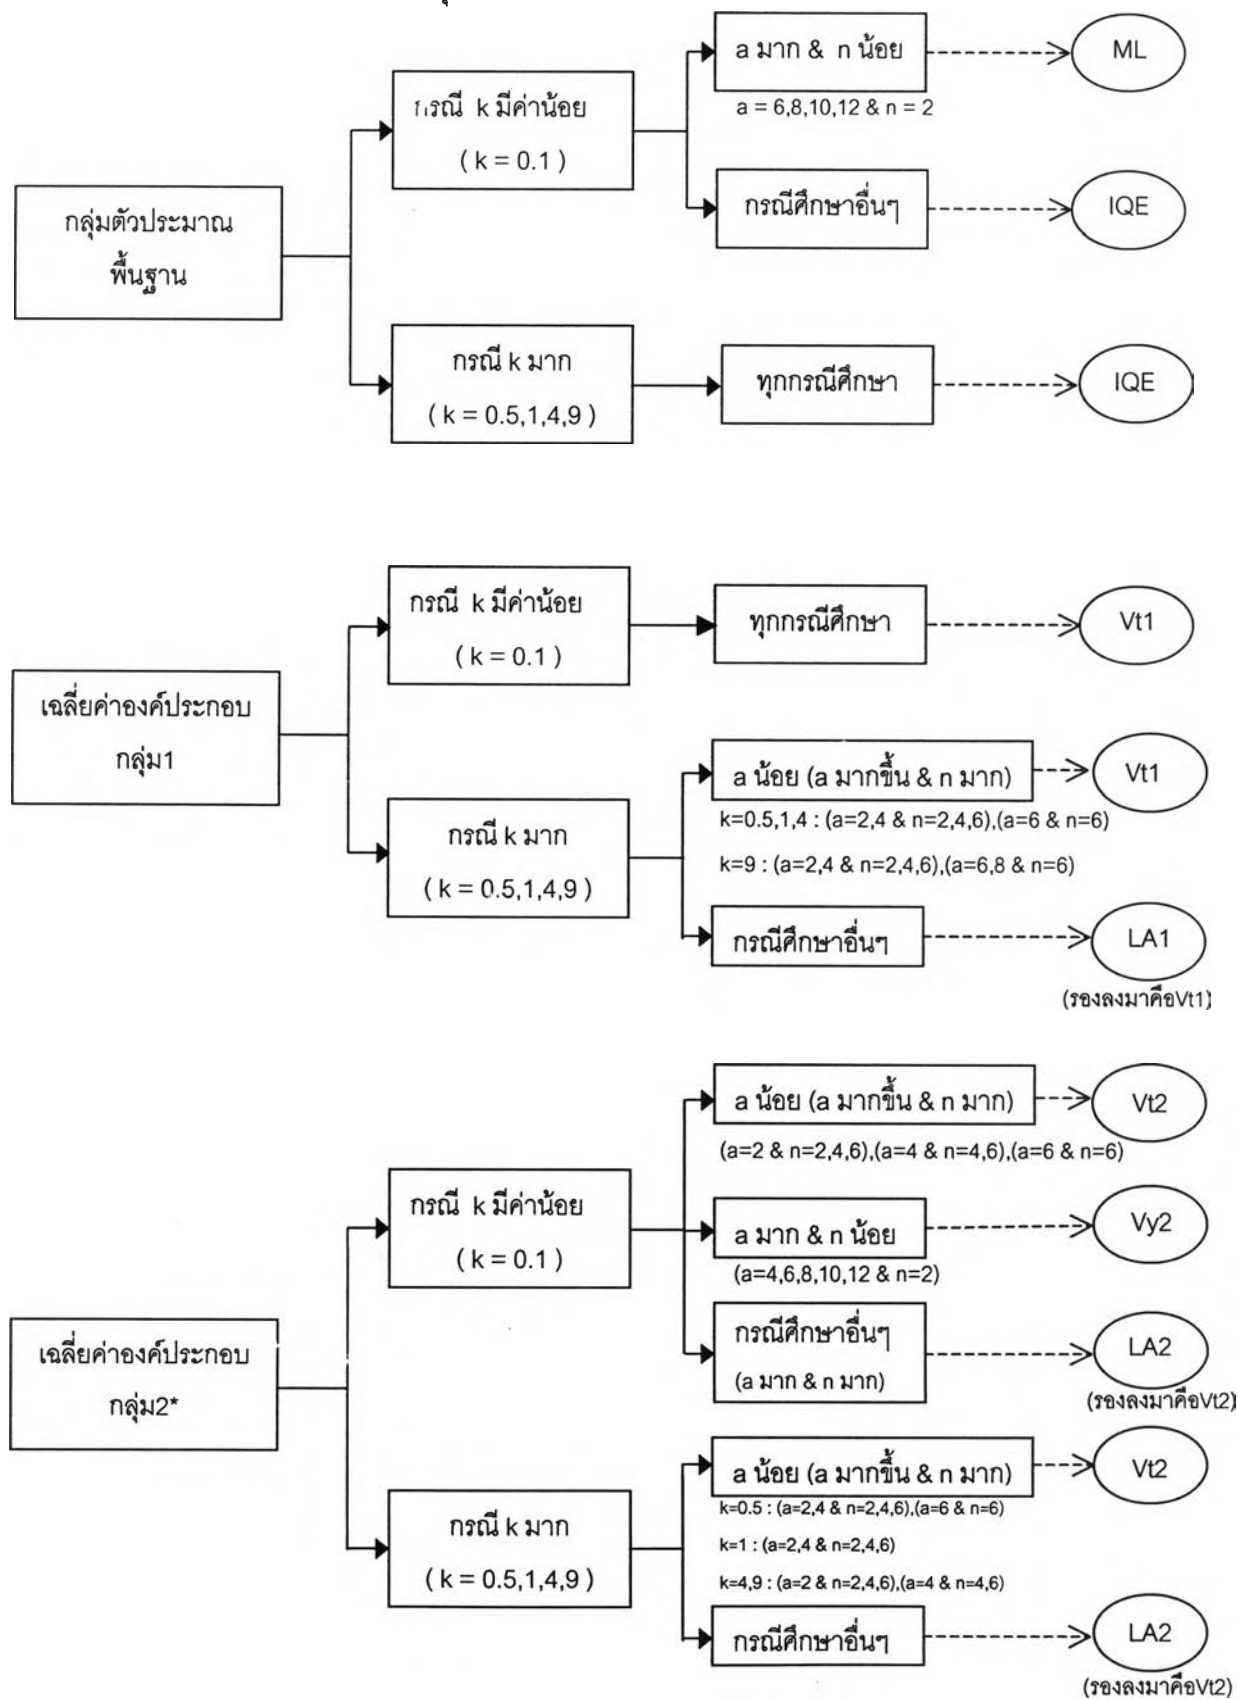 a มาก & n น้อย
ML
กรณี k มีค่าน้อย
a = 6,8,10,12 & n = 2
( k = 0.1 )
กลุ่มตัวประมาณ
พื้นฐาน
กรณีศึกษาอื่นๆ
IQE
กรณี k มาก
( k = 0.5,1,4,9 )
ทุกกรณีศึกษา
IQE
กรณี k มีค่าน้อย
( k = 0.1 )
ทุกกรณีศึกษา
Vt1
เฉลี่ยค่าองค์ประกอบ
กลุ่ม1
a น้อย (a มากขึ้น & n มาก)
Vt1
k=0.5,1,4 : (a=2,4 & n=2,4,6),(a=6 & n=6)
กรณี k มาก
( k = 0.5,1,4,9 )
k=9 : (a=2,4 & n=2,4,6),(a=6,8 & n=6)
กรณีศึกษาอื่นๆ
LA1
(รองลงมาคือVt1)
a น้อย (a มากขึ้น & n มาก)
Vt2
(a=2 & n=2,4,6),(a=4 & n=4,6),(a=6 & n=6)
กรณี k มีค่าน้อย
( k = 0.1 )
a มาก & n น้อย
Vy2
(a=4,6,8,10,12 & n=2)
เฉลี่ยค่าองค์ประกอบ
กลุ่ม2*
กรณีศึกษาอื่นๆ
(a มาก & n มาก)
LA2
(รองลงมาคือVt2)
a น้อย (a มากขึ้น & n มาก)
Vt2
k=0.5 : (a=2,4 & n=2,4,6),(a=6 & n=6)
กรณี k มาก
( k = 0.5,1,4,9 )
k=1 : (a=2,4 & n=2,4,6)
k=4,9 : (a=2 & n=2,4,6),(a=4 & n=4,6)
กรณีศึกษาอื่นๆ
LA2
(รองลงมาคือVt2)